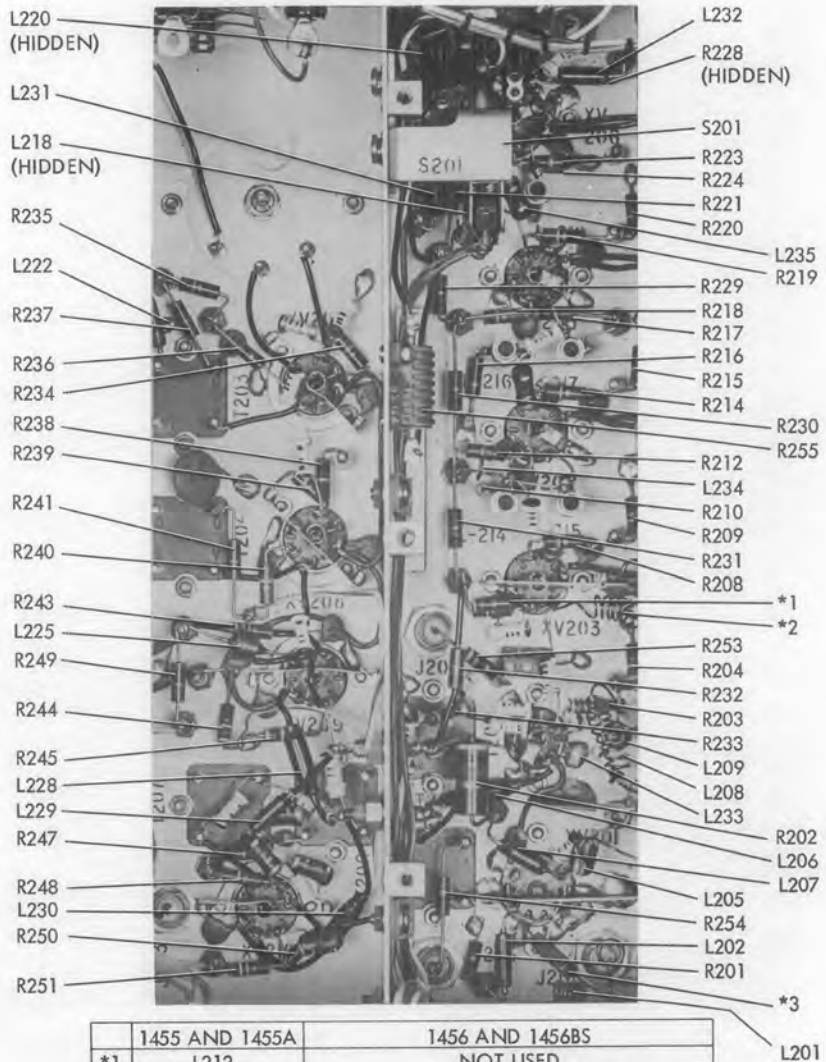 L220
(HIDDEN)
L231
L218
(HIDDEN)
R235
L222
R237
R236
R234
R238
R239
R241
R240
R243
L225
R249
R244
R245
L228
L229
R247
R248
L230
R250
R251
S201
T203
XV203
L232
R228
(HIDDEN)
S201
R223
R224
R221
R220
L235
R219
R229
R218
R217
R216
R215
R214
R230
R255
R212
L234
R210
R209
R231
R208
*1
*2
R253
R204
R232
R203
R233
L209
L208
L233
R202
L206
L205
L207
R254
L202
R201
*3
L201
1455 AND 1455A 1456 AND 1456BS
*1 L212 NOT USED